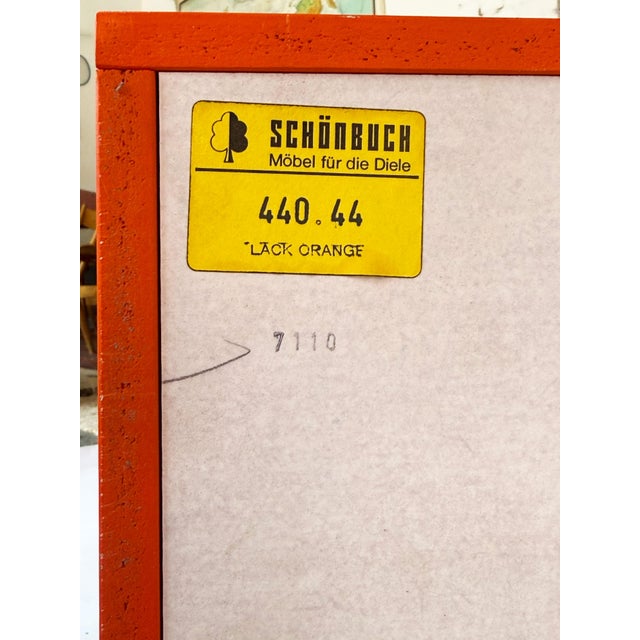 SCHÖNBUCH
Möbel für die Diele
440.44
LACK ORANGE
7110